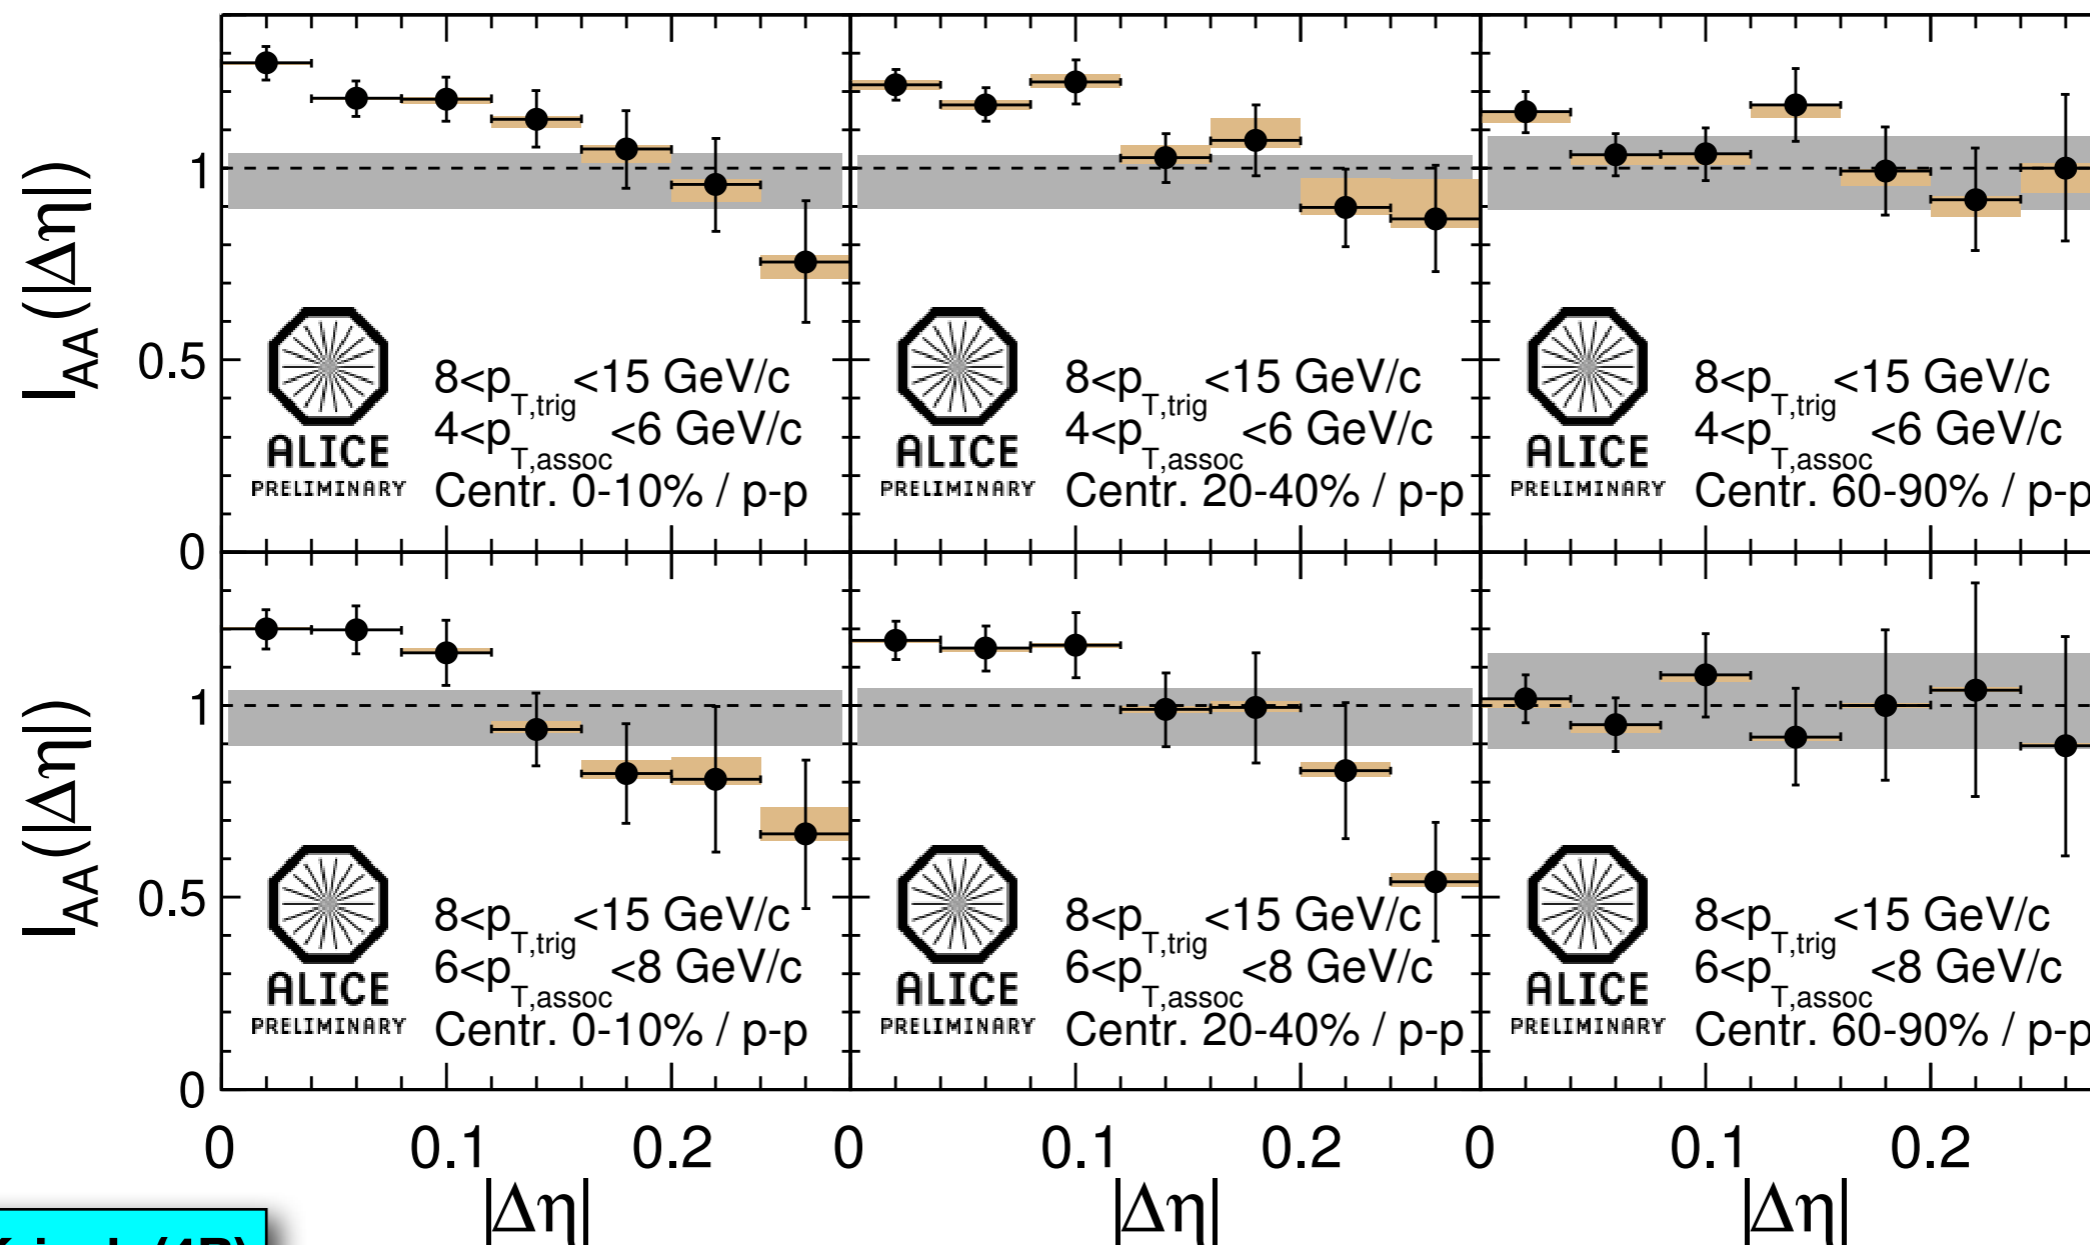 I_AA(|Δη|)
1
0.5
0
ALICE
PRELIMINARY
8<p_T,trig<15 GeV/c
4<p_T,assoc<6 GeV/c
Centr. 0-10% / p-p
ALICE
PRELIMINARY
8<p_T,trig<15 GeV/c
4<p_T,assoc<6 GeV/c
Centr. 20-40% / p-p
ALICE
PRELIMINARY
8<p_T,trig<15 GeV/c
4<p_T,assoc<6 GeV/c
Centr. 60-90% / p-p
I_AA(|Δη|)
1
0.5
0
ALICE
PRELIMINARY
8<p_T,trig<15 GeV/c
6<p_T,assoc<8 GeV/c
Centr. 0-10% / p-p
ALICE
PRELIMINARY
8<p_T,trig<15 GeV/c
6<p_T,assoc<8 GeV/c
Centr. 20-40% / p-p
ALICE
PRELIMINARY
8<p_T,trig<15 GeV/c
6<p_T,assoc<8 GeV/c
Centr. 60-90% / p-p
0 0.1 0.2 0 0.1 0.2 0 0.1 0.2
|Δη| |Δη| |Δη|